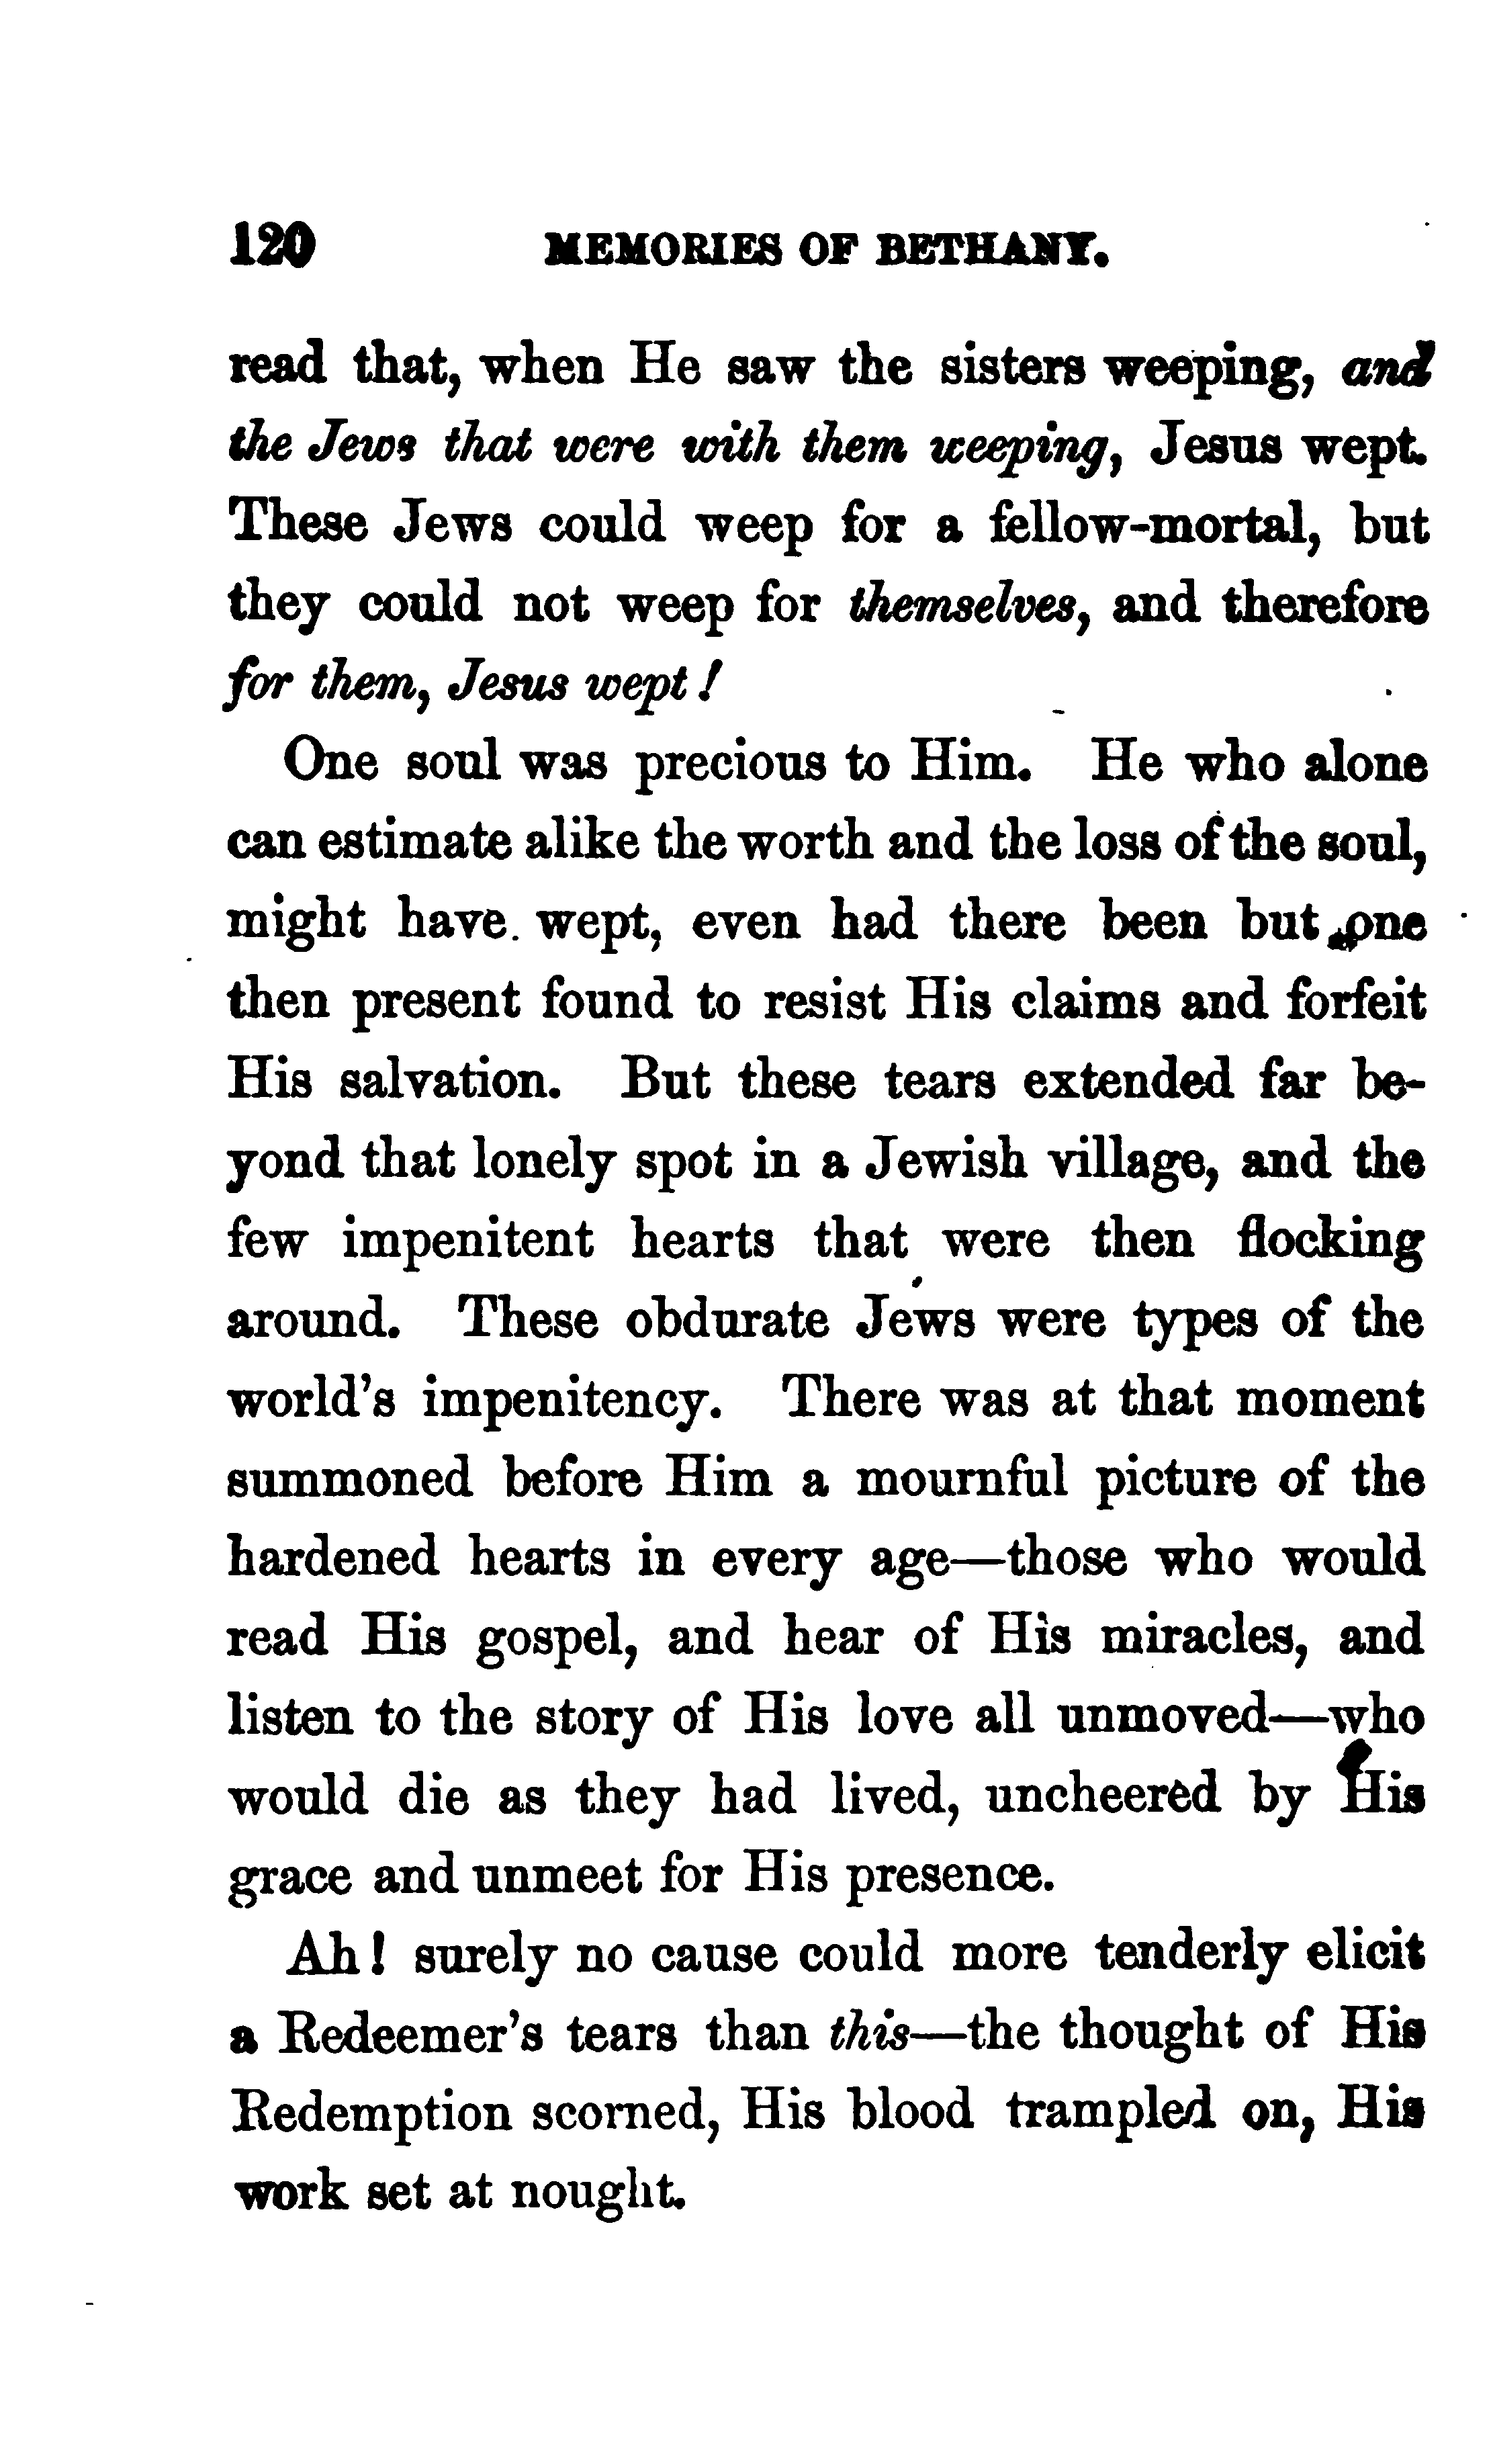 120 MEMORIES OF BETHANY.
read that, when He saw the sisters weeping, and
the Jews that were with them weeping, Jesus wept.
These Jews could weep for a fellow-mortal, but
they could not weep for themselves, and therefore
for them, Jesus wept!
One soul was precious to Him. He who alone
can estimate alike the worth and the loss of the soul,
might have wept, even had there been but one
then present found to resist His claims and forfeit
His salvation. But these tears extended far be-
yond that lonely spot in a Jewish village, and the
few impenitent hearts that were then flocking
around. These obdurate Jews were types of the
world's impenitency. There was at that moment
summoned before Him a mournful picture of the
hardened hearts in every age—those who would
read His gospel, and hear of His miracles, and
listen to the story of His love all unmoved—who
would die as they had lived, uncheered by His
grace and unmeet for His presence.
Ah! surely no cause could more tenderly elicit
a Redeemer's tears than this—the thought of His
Redemption scorned, His blood trampled on, His
work set at nought.